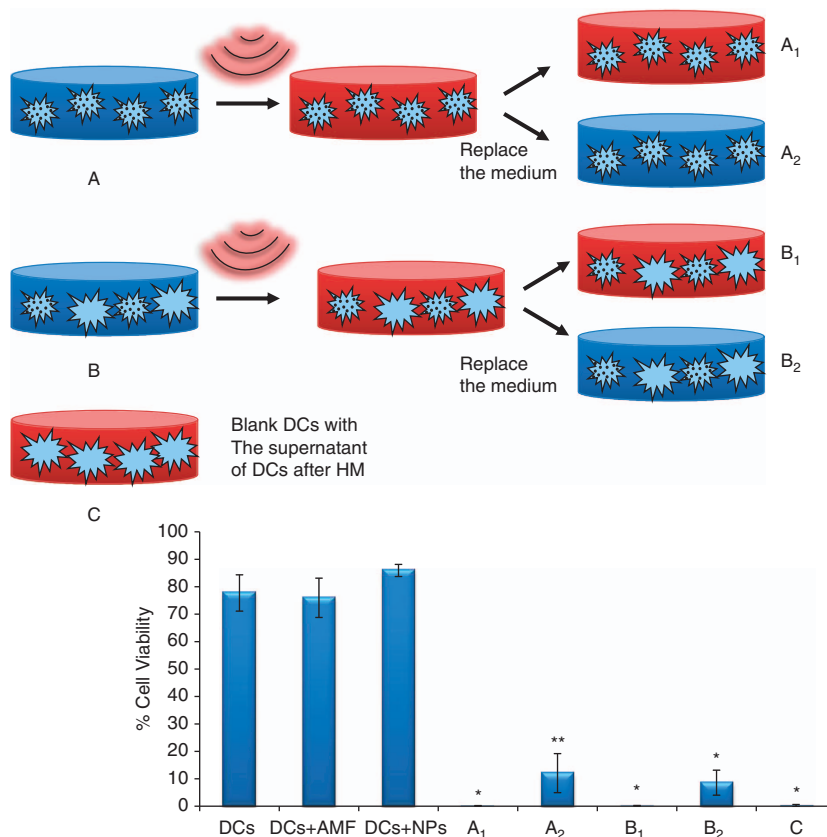 A₁
Replace
the medium
A₂
A
B₁
Replace
the medium
B₂
B
Blank DCs with
The supernatant
of DCs after HM
C
% Cell Viability
100
90
80
70
60
50
40
30
20
10
0
*
**
*
*
*
DCs DCs+AMF DCs+NPs A₁ A₂ B₁ B₂ C